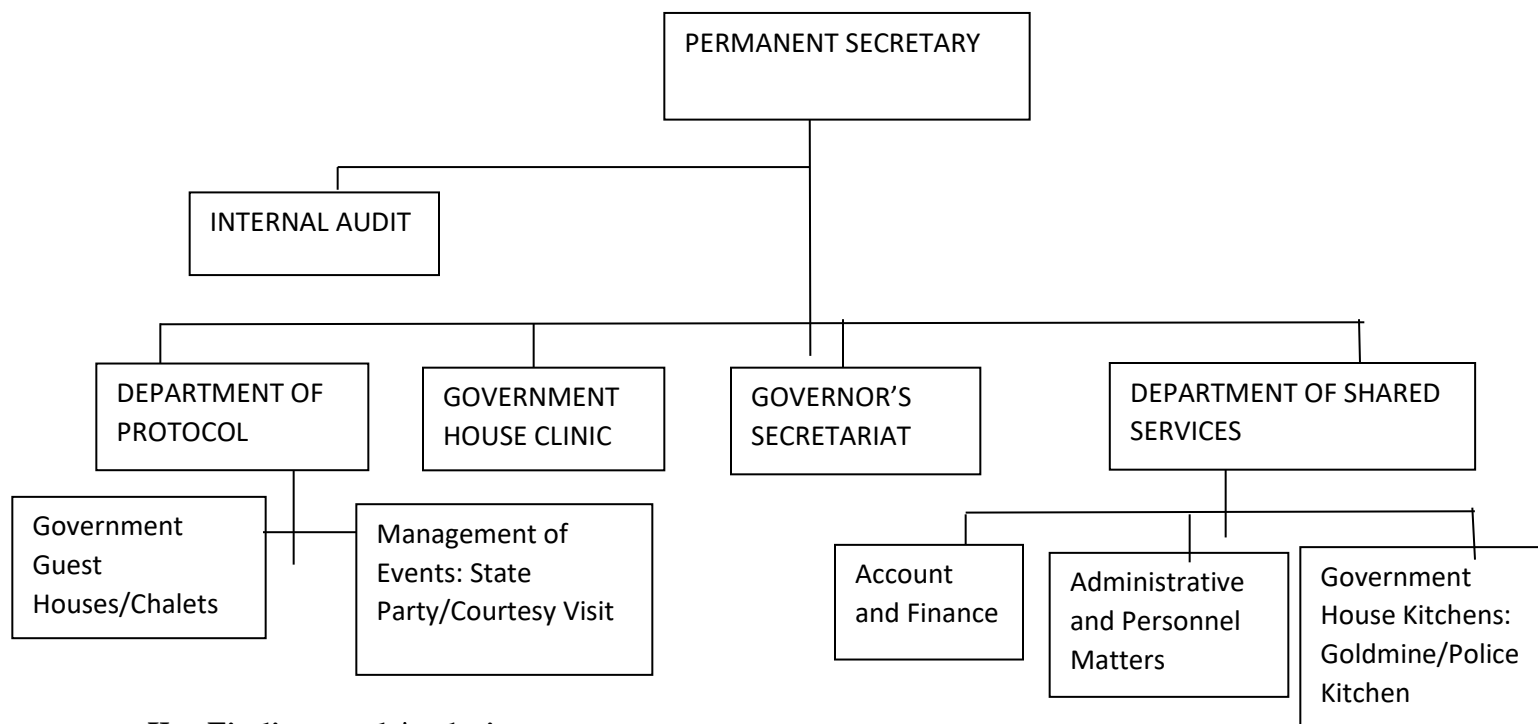 PERMANENT SECRETARY
INTERNAL AUDIT
DEPARTMENT OF
PROTOCOL
GOVERNMENT
HOUSE CLINIC
GOVERNOR’S
SECRETARIAT
DEPARTMENT OF SHARED
SERVICES
Government
Guest
Houses/Chalets
Management of
Events: State
Party/Courtesy Visit
Account
and Finance
Administrative
and Personnel
Matters
Government
House Kitchens:
Goldmine/Police
Kitchen